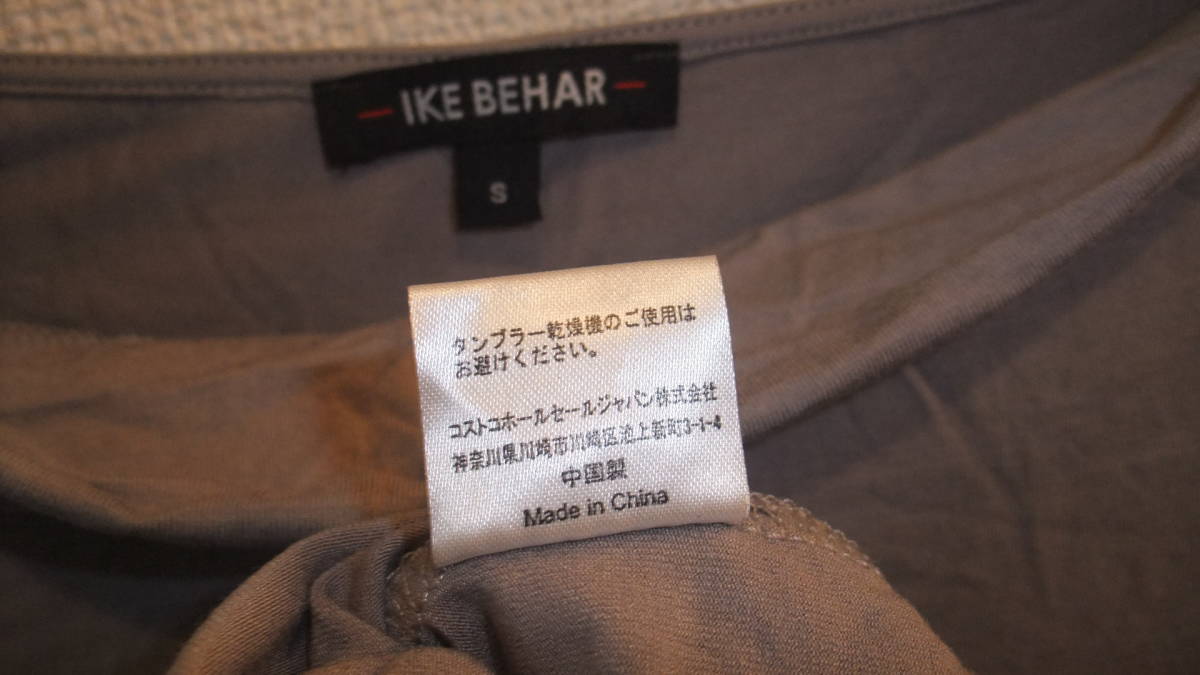 IKE BEHAR
S
タンブラー乾燥機のご使用は
お避けください。
コストコホールセールジャパン株式会社
神奈川県川崎市川崎区池上新町3-1-4
中国製
Made in China